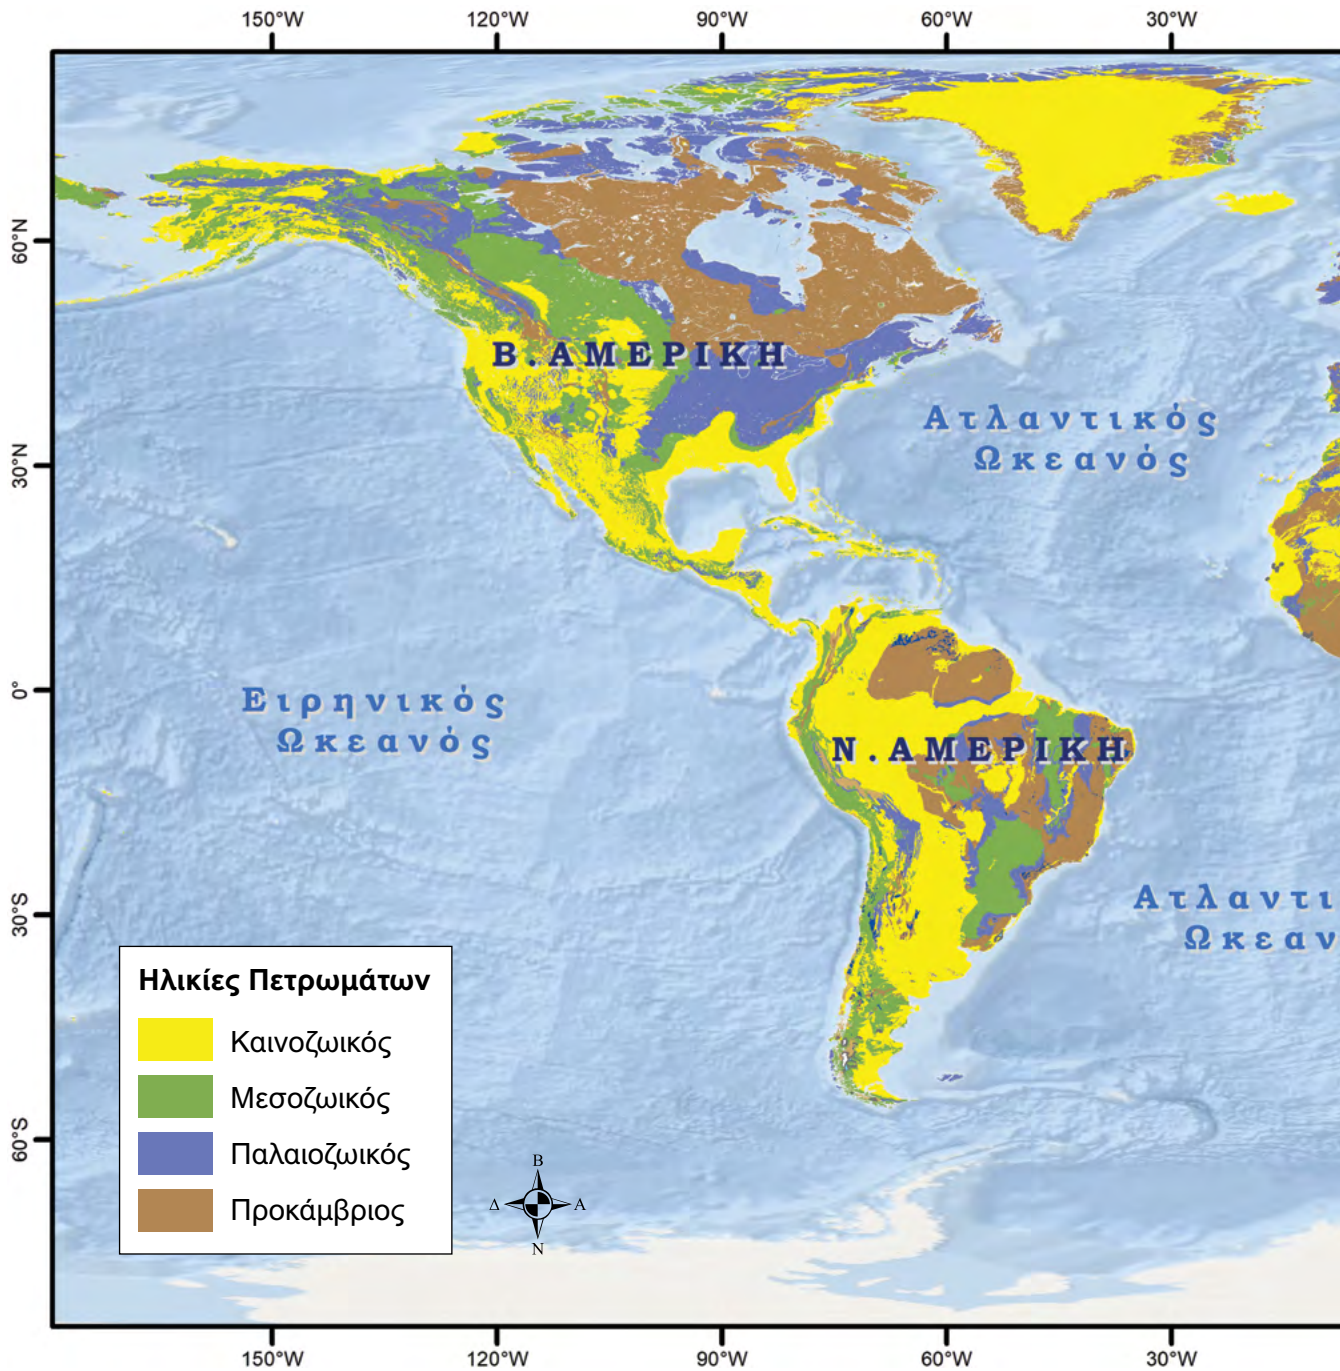 150°W 120°W 90°W 60°W 30°W
60°N
30°N
0°
30°S
60°S
Β. ΑΜΕΡΙΚΗ
Ατλαντικός
Ωκεανός
Ειρηνικός
Ωκεανός
Ν. ΑΜΕΡΙΚΗ
Ατλαντι
Ωκεαν
Ηλικίες Πετρωμάτων
Καινοζωικός
Μεσοζωικός
Παλαιοζωικός
Προκάμβριος
Β
Δ Α
Ν
150°W 120°W 90°W 60°W 30°W